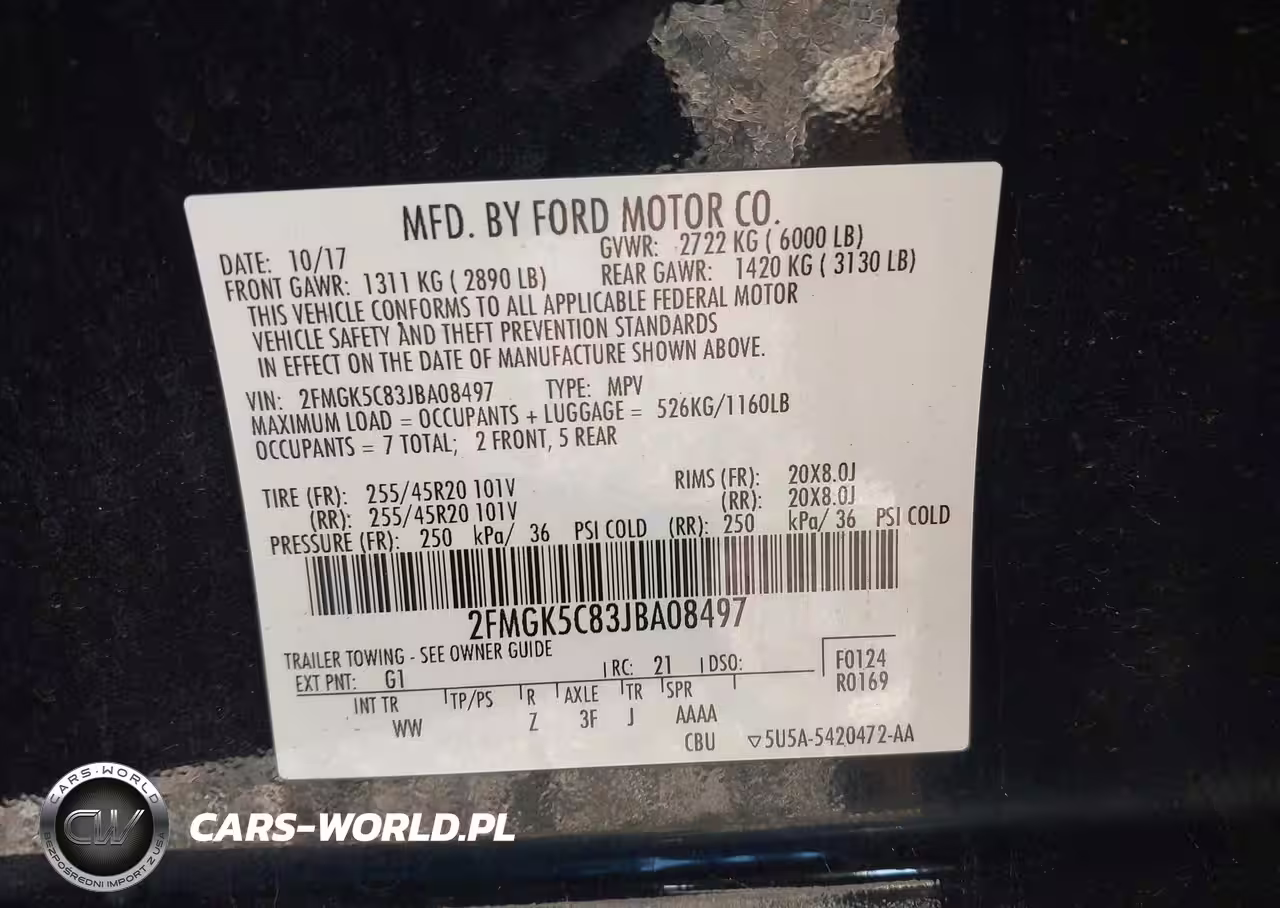 MFD. BY FORD MOTOR CO.
DATE: 10/17 GVWR: 2722 KG ( 6000 LB)
FRONT GAWR: 1311 KG ( 2890 LB) REAR GAWR: 1420 KG ( 3130 LB)
THIS VEHICLE CONFORMS TO ALL APPLICABLE FEDERAL MOTOR
VEHICLE SAFETY AND THEFT PREVENTION STANDARDS
IN EFFECT ON THE DATE OF MANUFACTURE SHOWN ABOVE.
VIN: 2FMGK5C83JBA08497 TYPE: MPV
MAXIMUM LOAD = OCCUPANTS + LUGGAGE = 526KG/1160LB
OCCUPANTS = 7 TOTAL; 2 FRONT, 5 REAR
TIRE (FR): 255/45R20 101V RIMS (FR): 20X8.0J
(RR): 255/45R20 101V (RR): 20X8.0J
PRESSURE (FR): 250 kPa/ 36 PSI COLD (RR): 250 kPa/ 36 PSI COLD
2FMGK5C83JBA08497
TRAILER TOWING - SEE OWNER GUIDE
EXT PNT: G1 RC: 21 DSO: F0124
R0169
INT TR TP/PS R AXLE TR SPR
WW Z 3F J AAAA
CBU ▽5U5A-5420472-AA
CARS-WORLD
CW
BEZPOŚREDNI IMPORT Z USA
CARS-WORLD.PL